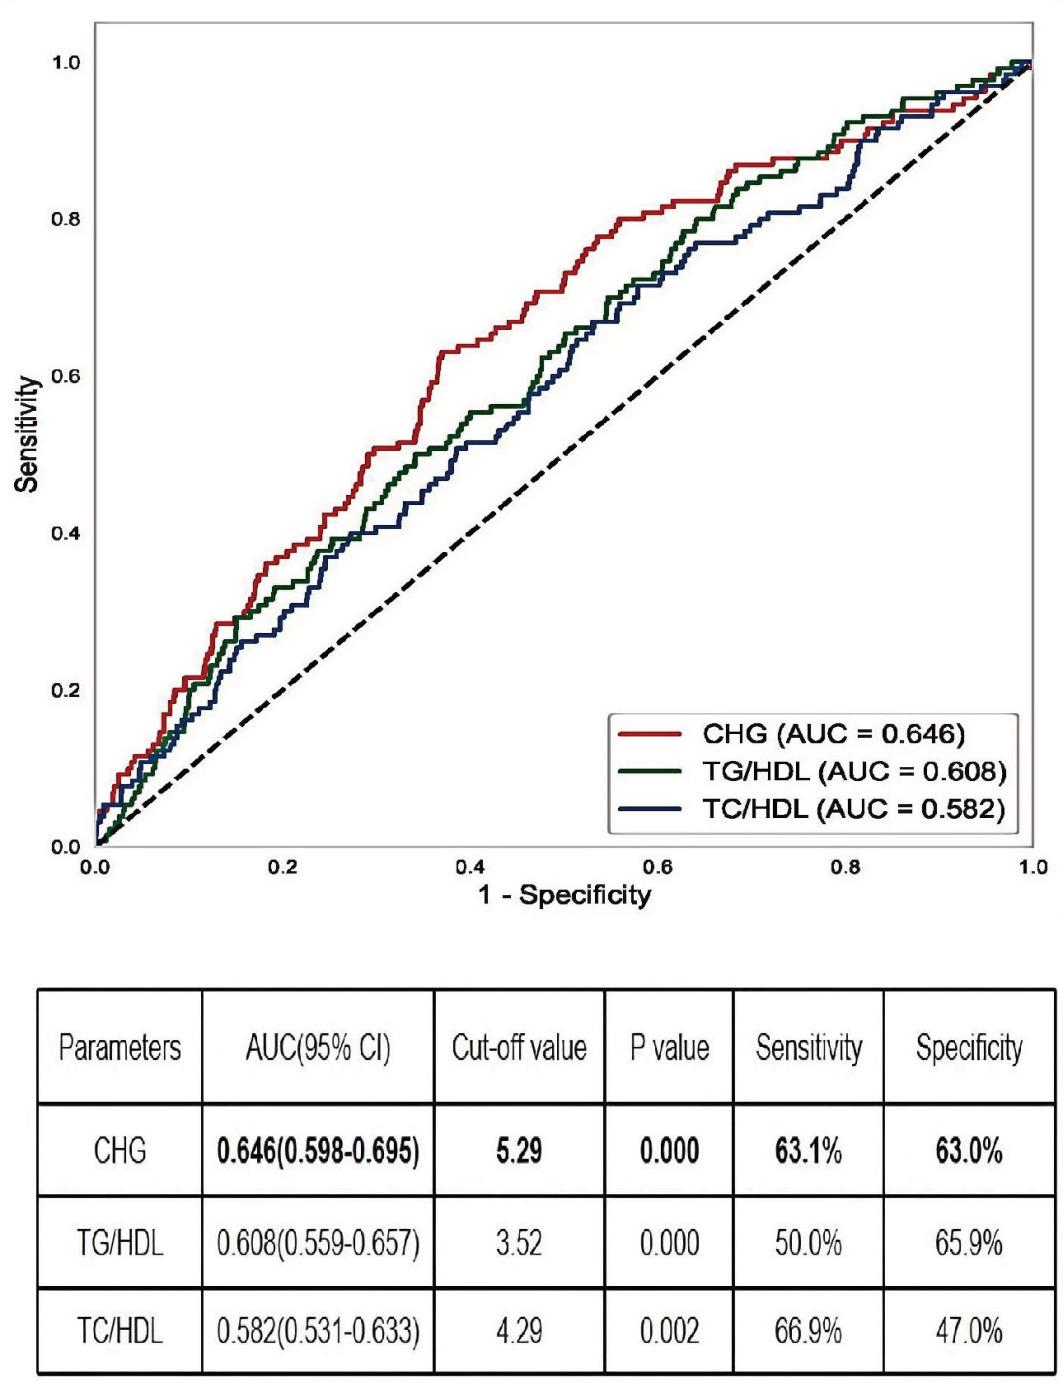 1.0
0.8
0.6
0.4
0.2
0.0
Sensitivity
CHG (AUC = 0.646)
TG/HDL (AUC = 0.608)
TC/HDL (AUC = 0.582)
0.0 0.2 0.4 0.6 0.8 1.0
1 - Specificity
Parameters AUC(95% CI) Cut-off value P value Sensitivity Specificity
CHG 0.646(0.598-0.695) 5.29 0.000 63.1% 63.0%
TG/HDL 0.608(0.559-0.657) 3.52 0.000 50.0% 65.9%
TC/HDL 0.582(0.531-0.633) 4.29 0.002 66.9% 47.0%